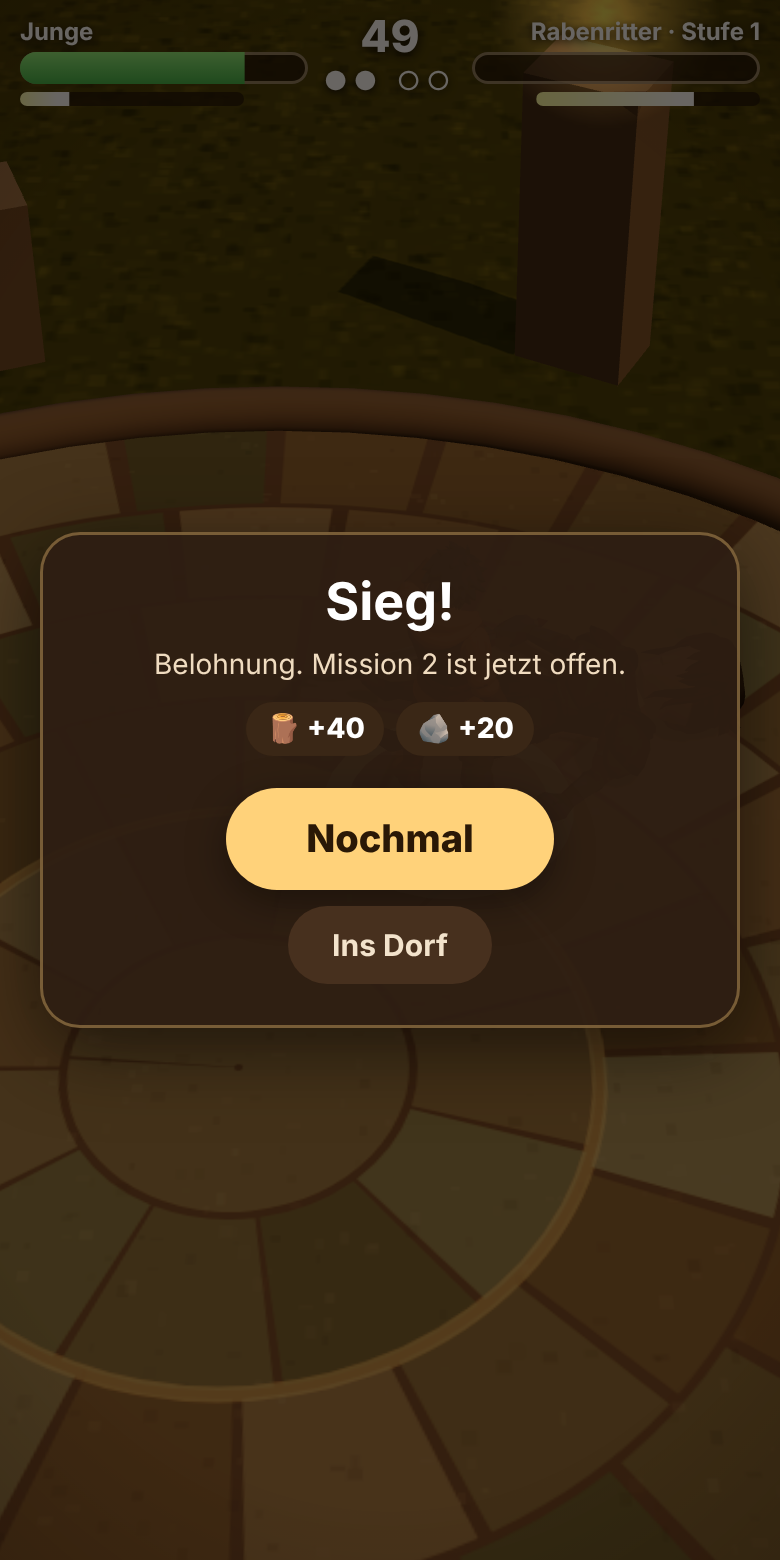 Junge
49
Rabenritter · Stufe 1
Sieg!
Belohnung. Mission 2 ist jetzt offen.
+40
+20
Nochmal
Ins Dorf